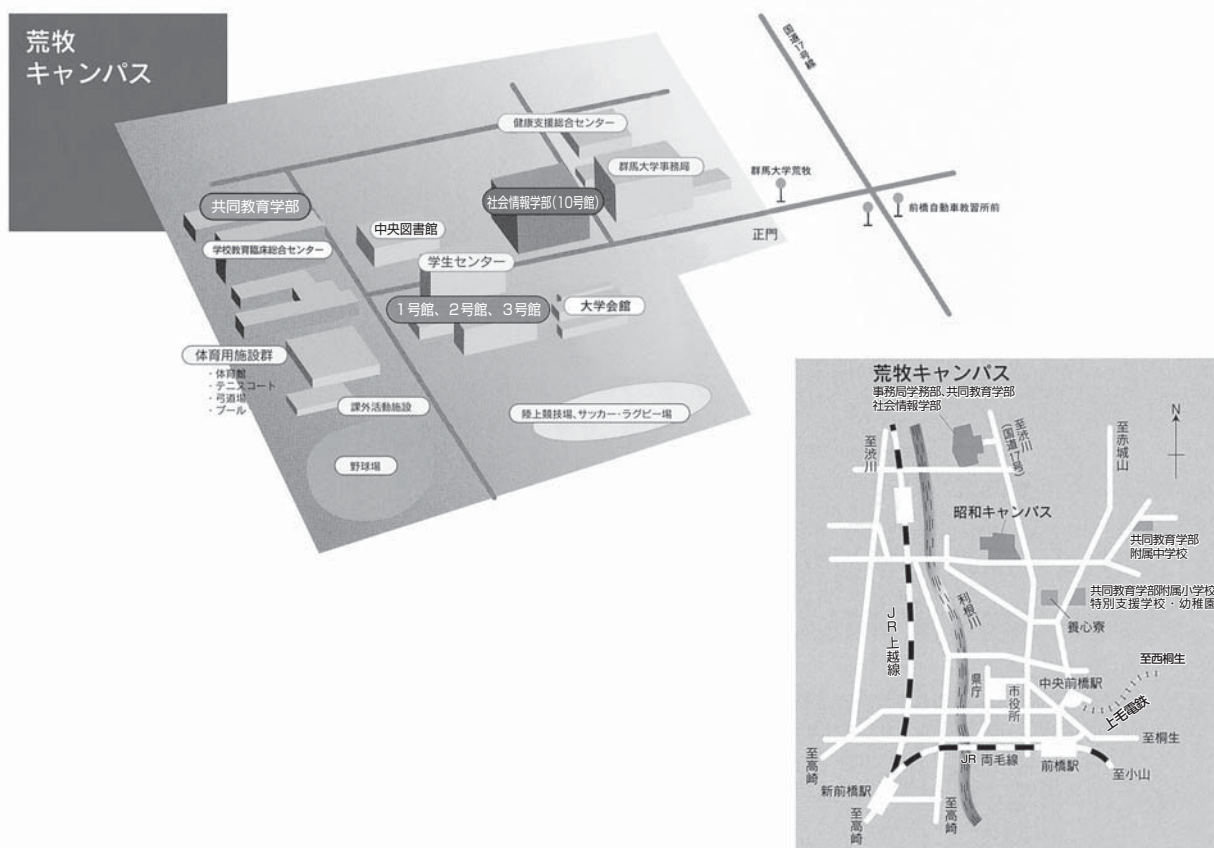 荒牧
キャンパス
国道17号線
健康支援総合センター
群馬大学事務局
群馬大学荒牧
前橋自動車教習所前
正門
共同教育学部
社会情報学部(10号館)
中央図書館
学校教育臨床総合センター
学生センター
1号館、2号館、3号館
大学会館
体育用施設群
・体育館
・テニスコート
・弓道場
・プール
課外活動施設
陸上競技場、サッカー・ラグビー場
野球場
荒牧キャンパス
事務局学務部、共同教育学部
社会情報学部
至渋川
至渋川
(国道17号)
至赤城山
N
昭和キャンパス
共同教育学部
附属中学校
共同教育学部附属小学校
特別支援学校・幼稚園
養心寮
利根川
JR上越線
至西桐生
中央前橋駅
県庁
市役所
上毛電鉄
至桐生
至高崎
JR 両毛線
前橋駅
至小山
新前橋駅
至高崎
至高崎